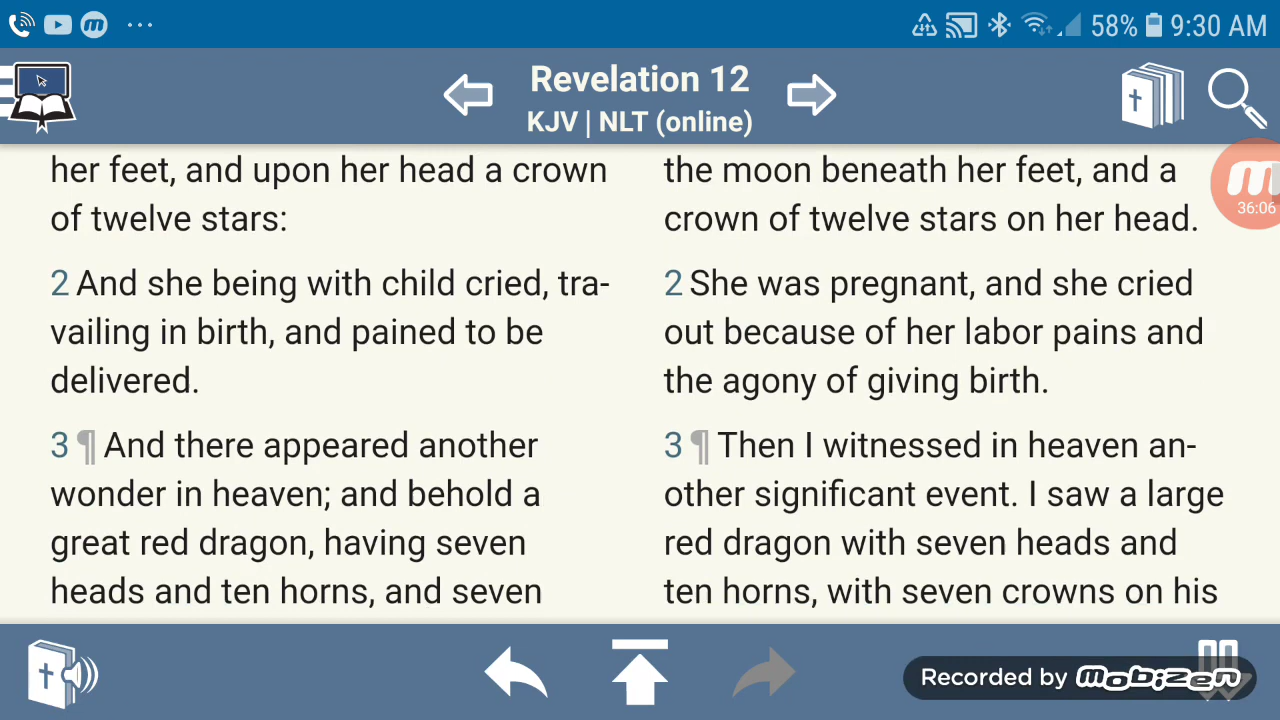 58% 9:30 AM
Revelation 12
KJV | NLT (online)
her feet, and upon her head a crown
of twelve stars:
2 And she being with child cried, tra-
vailing in birth, and pained to be
delivered.
3 ¶ And there appeared another
wonder in heaven; and behold a
great red dragon, having seven
heads and ten horns, and seven
the moon beneath her feet, and a
crown of twelve stars on her head.
2 She was pregnant, and she cried
out because of her labor pains and
the agony of giving birth.
3 ¶ Then I witnessed in heaven an-
other significant event. I saw a large
red dragon with seven heads and
ten horns, with seven crowns on his
m
36:06
Recorded by mobizen